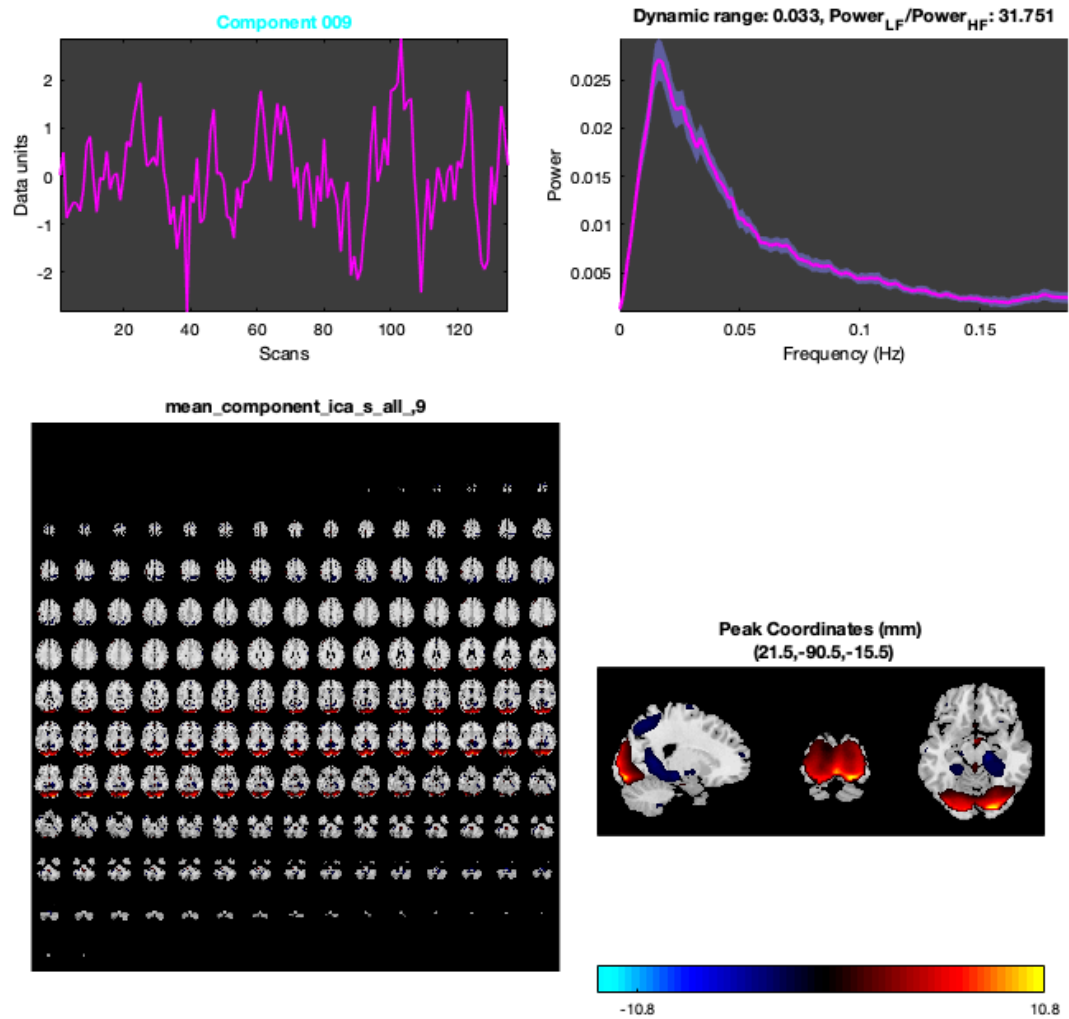 Component 009
Data units
2
1
0
-1
-2
20
40
60
80
100
120
Scans
Dynamic range: 0.033, Power_LF/Power_HF: 31.751
Power
0.025
0.02
0.015
0.01
0.005
0
0.05
0.1
0.15
Frequency (Hz)
mean_component_ica_s_all_,9
Peak Coordinates (mm)
(21.5,-90.5,-15.5)
-10.8
10.8